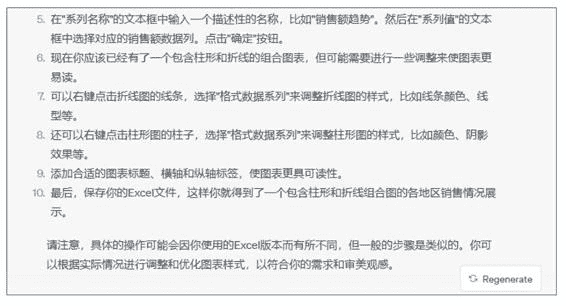 5. 在"系列名称"的文本框中输入一个描述性的名称，比如"销售额趋势"。然后在"系列值"的文本
框中选择对应的销售额数据列。点击"确定"按钮。
6. 现在你应该已经有了一个包含柱形和折线的组合图表，但可能需要进行一些调整来使图表更
易读。
7. 可以右键点击折线图的线条，选择"格式数据系列"来调整折线图的样式，比如线条颜色、线
型等。
8. 还可以右键点击柱形图的柱子，选择"格式数据系列"来调整柱形图的样式，比如颜色、阴影
效果等。
9. 添加合适的图表标题、横轴和纵轴标签，使图表更具可读性。
10. 最后，保存你的Excel文件，这样你就得到了一个包含柱形和折线组合图的各地区销售情况展
示。
请注意，具体的操作可能会因你使用的Excel版本而有所不同，但一般的步骤是类似的。你可
以根据实际情况进行调整和优化图表样式，以符合你的需求和审美观感。
Regenerate